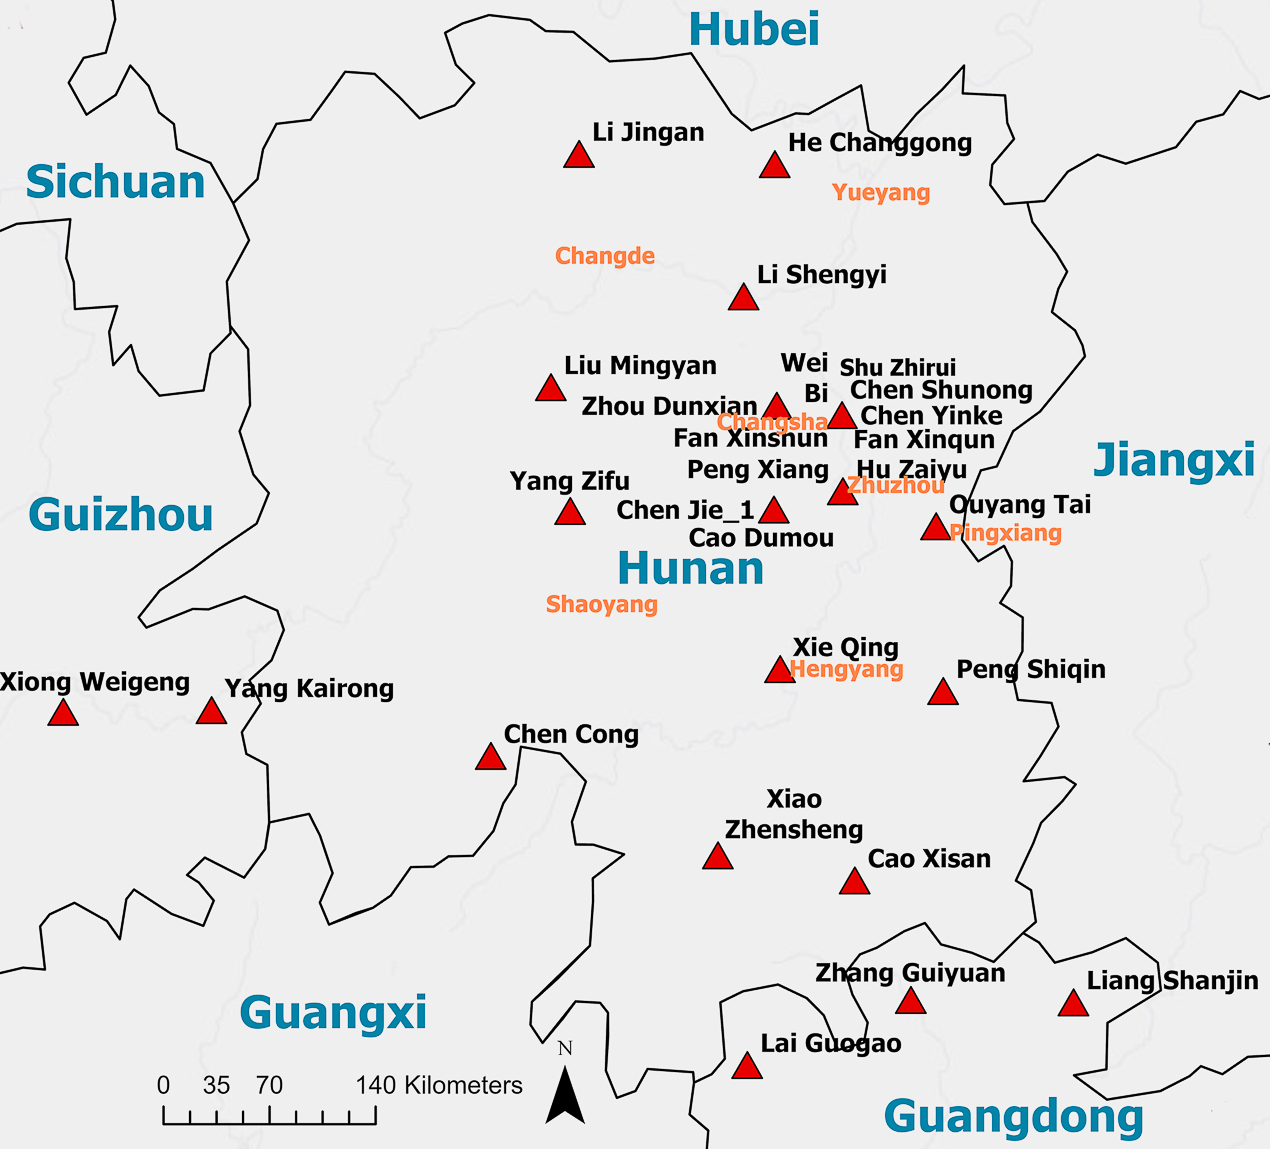 Hubei
Li Jingan
He Changgong
Sichuan
Yueyang
Changde
Li Shengyi
Liu Mingyan
Wei
Bi
Shu Zhirui
Chen Shunong
Zhou Dunxian
Chen Yinke
Changsha
Fan Xinshun
Fan Xinqun
Jiangxi
Peng Xiang
Hu Zaiyu
Yang Zifu
Zhuzhou
Guizhou
Chen Jie_1
Ouyang Tai
Cao Dumou
Pingxiang
Hunan
Shaoyang
Xie Qing
Hengyang
Peng Shiqin
Xiong Weigeng
Yang Kairong
Chen Cong
Xiao
Zhensheng
Cao Xisan
Zhang Guiyuan
Liang Shanjin
Guangxi
Lai Guogao
N
0 35 70 140 Kilometers
Guangdong